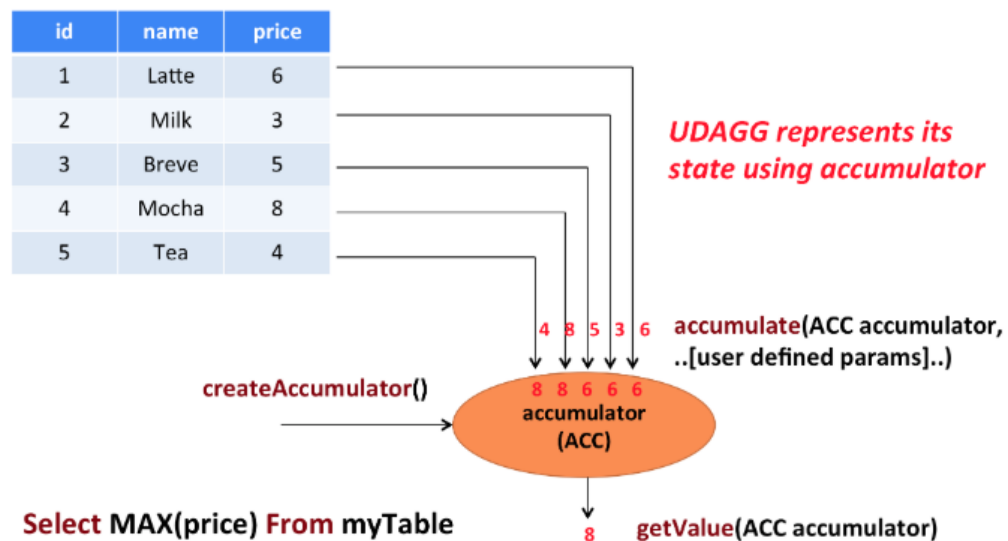 id name price
1 Latte 6
2 Milk 3
3 Breve 5
4 Mocha 8
5 Tea 4
UDAGG represents its
state using accumulator
4 8 5 3 6
accumulate(ACC accumulator,
..[user defined params]..)
createAccumulator()
8 8 6 6 6
accumulator
(ACC)
Select MAX(price) From myTable
8
getValue(ACC accumulator)